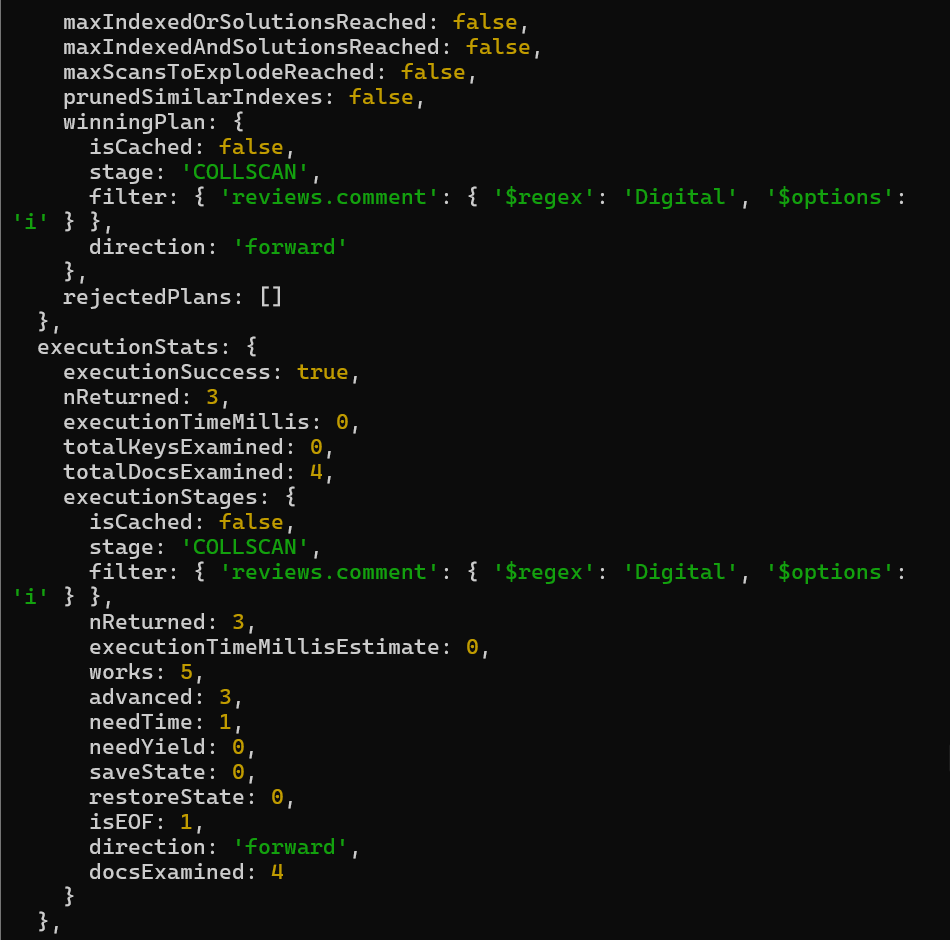 maxIndexedOrSolutionsReached: false,
    maxIndexedAndSolutionsReached: false,
    maxScansToExplodeReached: false,
    prunedSimilarIndexes: false,
    winningPlan: {
      isCached: false,
      stage: 'COLLSCAN',
      filter: { 'reviews.comment': { '$regex': 'Digital', '$options':
'i' } },
      direction: 'forward'
    },
    rejectedPlans: []
  },
  executionStats: {
    executionSuccess: true,
    nReturned: 3,
    executionTimeMillis: 0,
    totalKeysExamined: 0,
    totalDocsExamined: 4,
    executionStages: {
      isCached: false,
      stage: 'COLLSCAN',
      filter: { 'reviews.comment': { '$regex': 'Digital', '$options':
'i' } },
      nReturned: 3,
      executionTimeMillisEstimate: 0,
      works: 5,
      advanced: 3,
      needTime: 1,
      needYield: 0,
      saveState: 0,
      restoreState: 0,
      isEOF: 1,
      direction: 'forward',
      docsExamined: 4
    }
  },